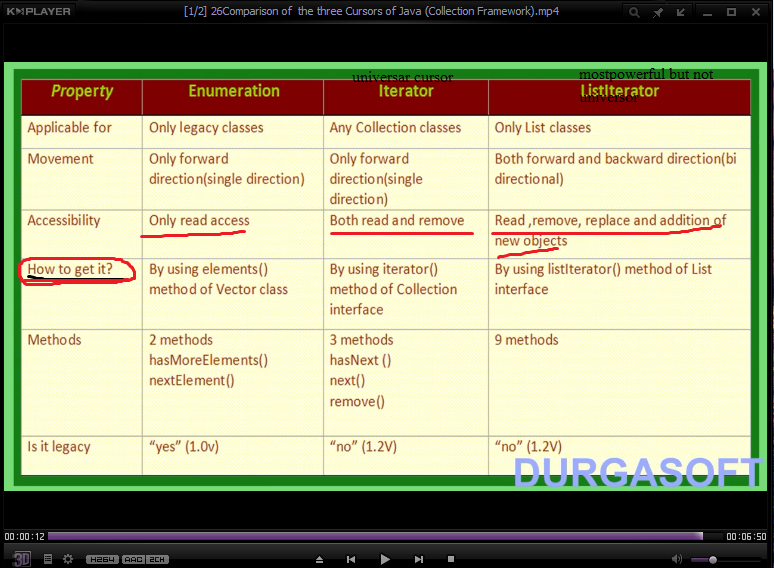 KMPLAYER
[1/2] 26Comparison of the three Cursors of Java (Collection Framework).mp4
universar cursor
mostpowerful but not
universor
Property
Enumeration
Iterator
ListIterator
Applicable for
Only legacy classes
Any Collection classes
Only List classes
Movement
Only forward
direction(single direction)
Only forward
direction(single
direction)
Both forward and backward direction(bi
directional)
Accessibility
Only read access
Both read and remove
Read ,remove, replace and addition of
new objects
How to get it?
By using elements()
method of Vector class
By using iterator()
method of Collection
interface
By using listIterator() method of List
interface
Methods
2 methods
hasMoreElements()
nextElement()
3 methods
hasNext ()
next()
remove()
9 methods
Is it legacy
“yes” (1.0v)
“no” (1.2V)
“no” (1.2V)
DURGASOFT
00:00:12
00:06:50
3D
H264
AAC
2CH